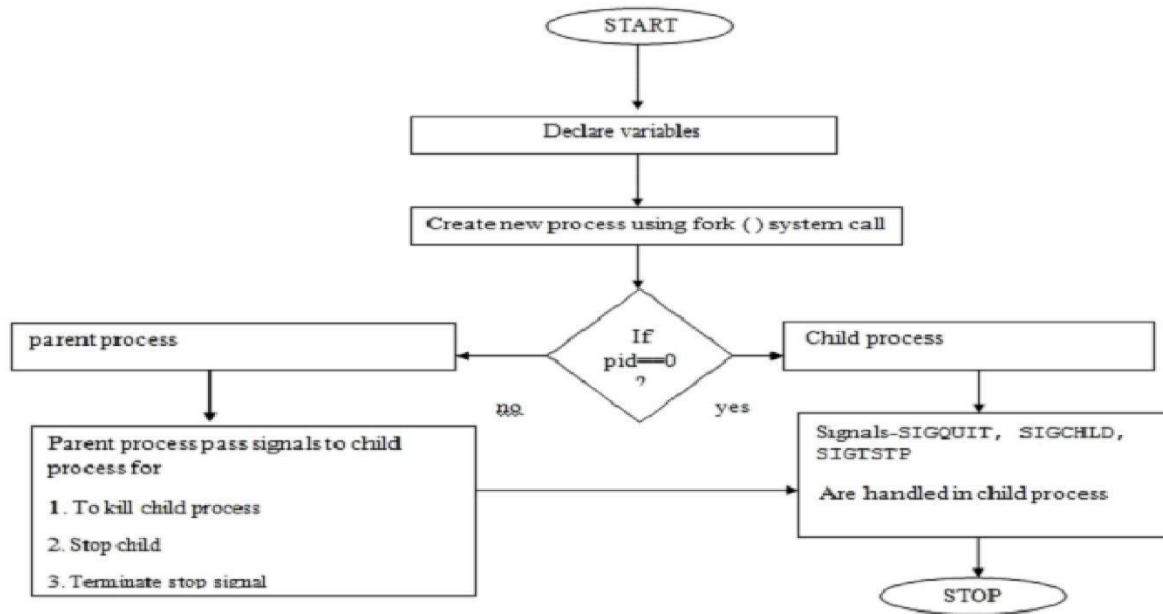 START
Declare variables
Create new process using fork ( ) system call
If
pid==0
?
parent process
Child process
no
yes
Parent process pass signals to child
process for
1. To kill child process
2. Stop child
3. Terminate stop signal
Signals-SIGQUIT, SIGCHLD,
SIGTSTP
Are handled in child process
STOP